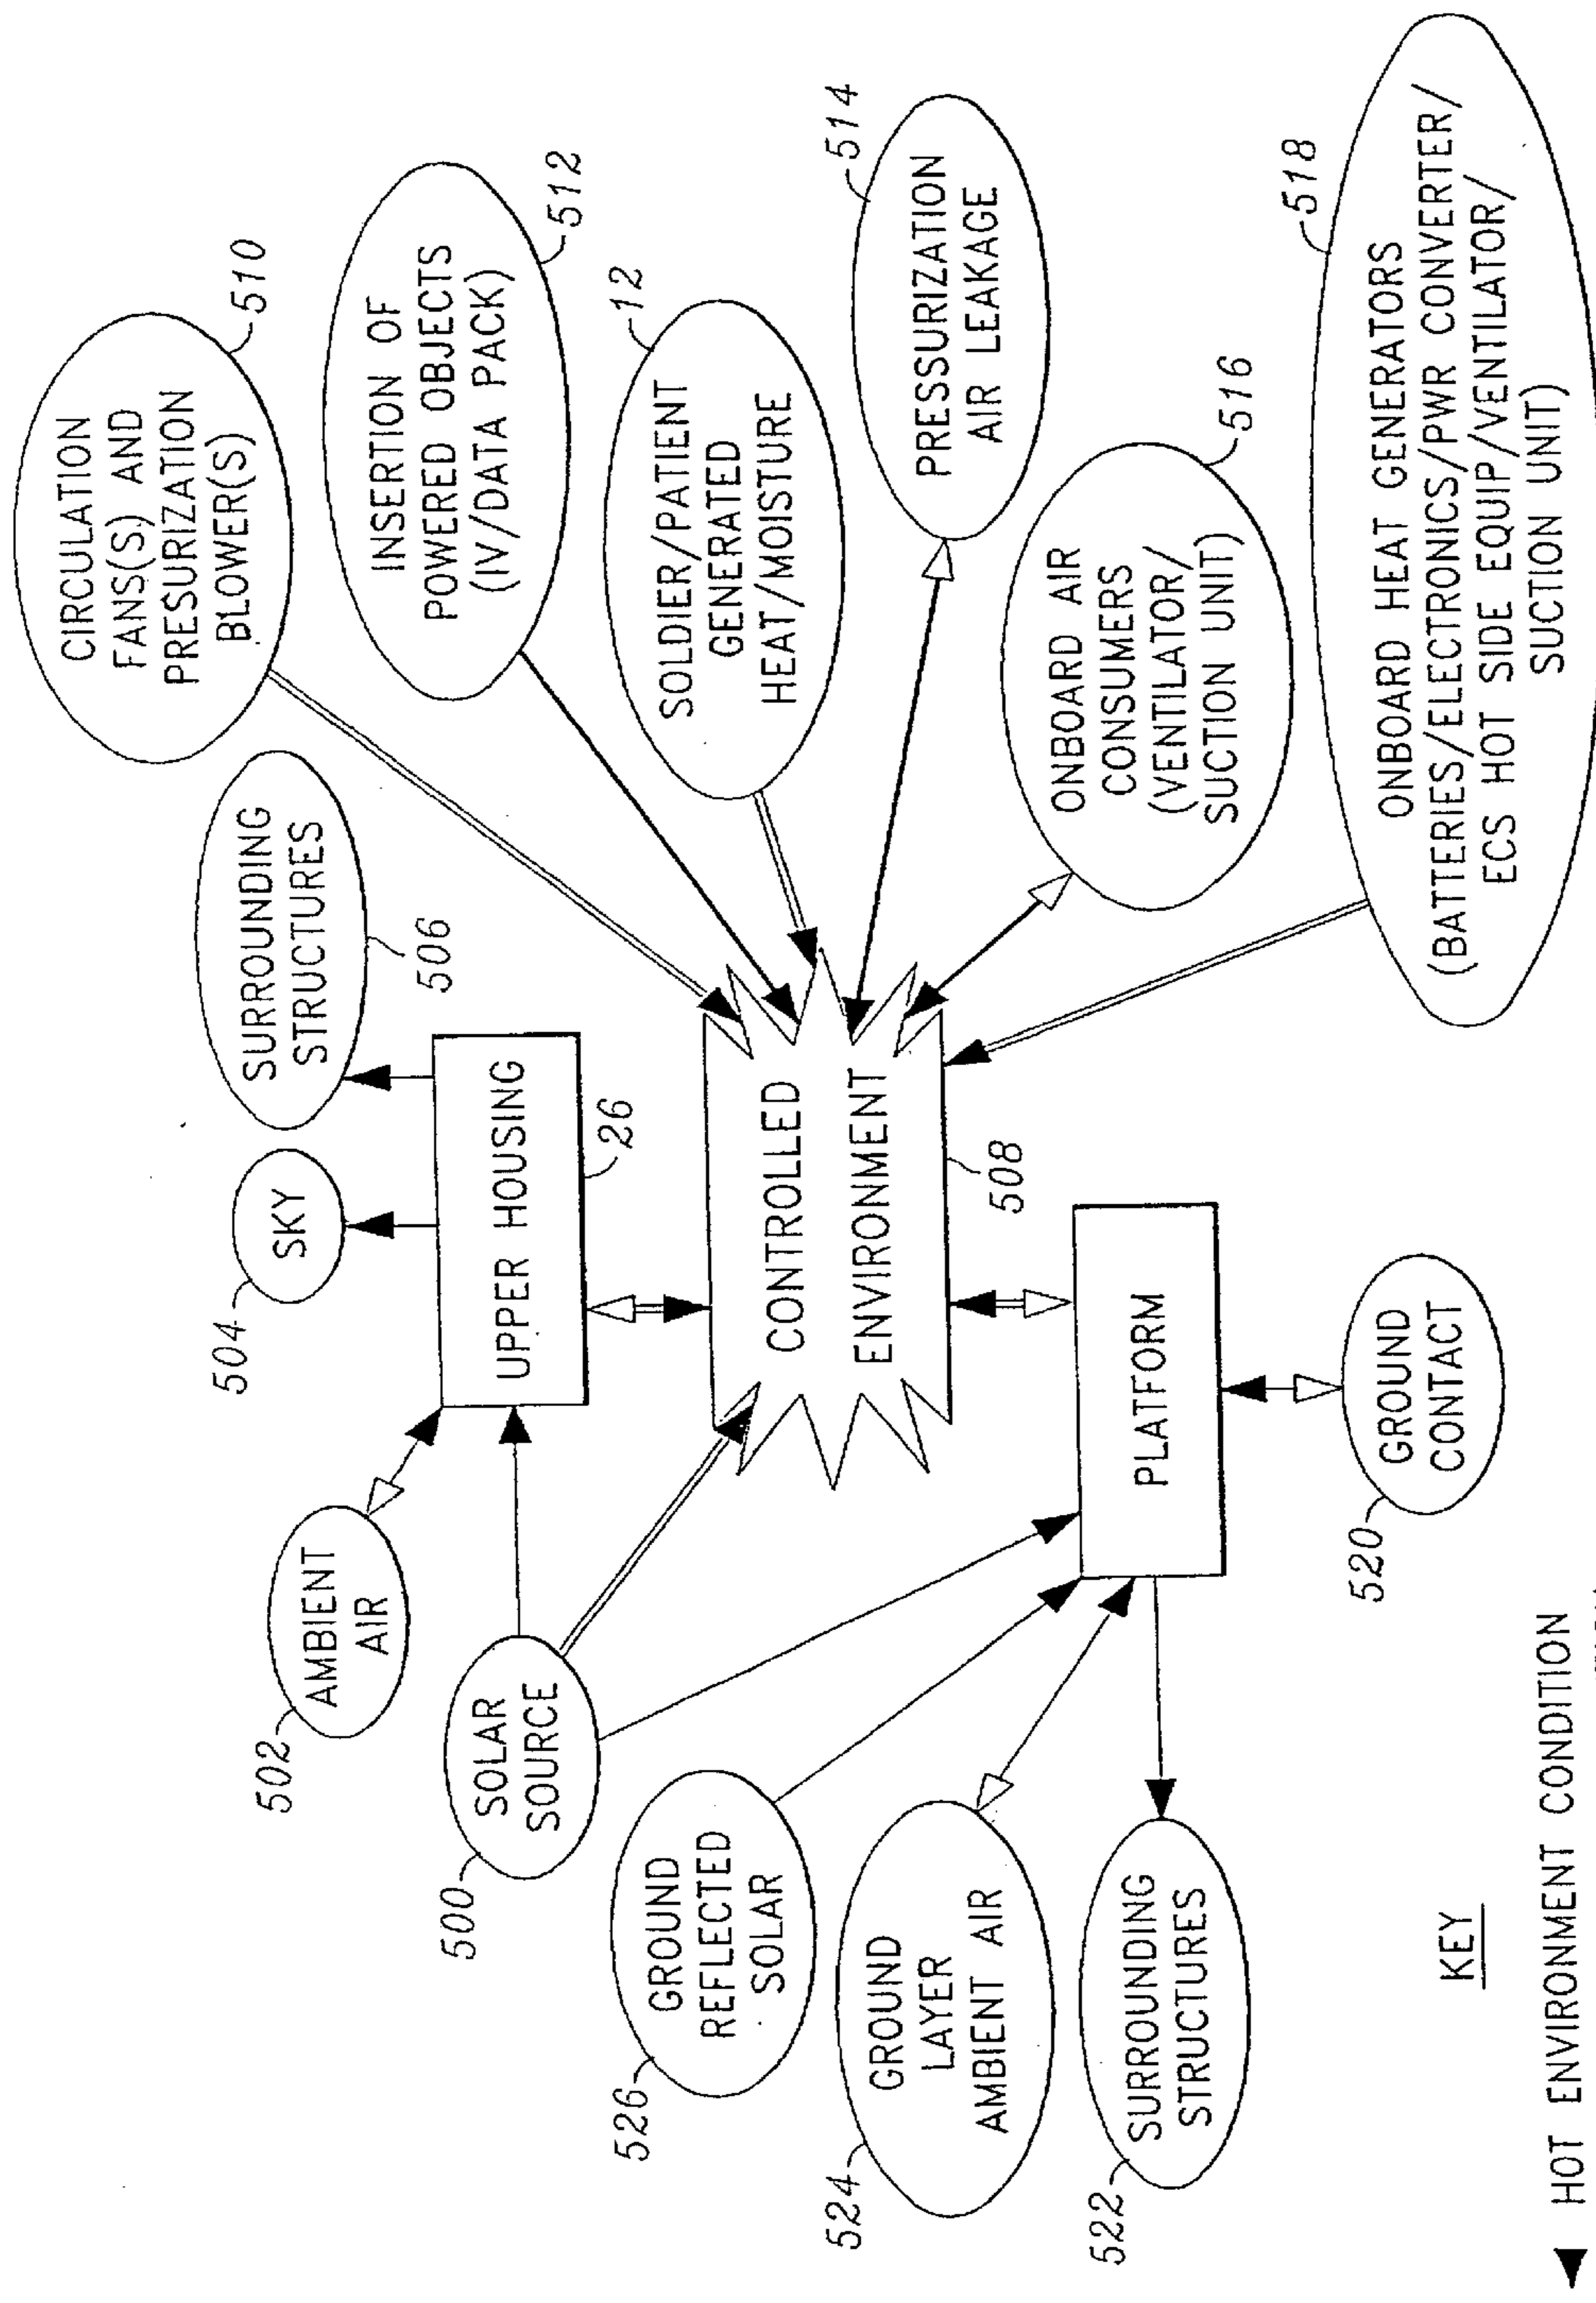 502
AMBIENT
AIR
504
SKY
SURROUNDING
STRUCTURES
506
CIRCULATION
FANS(S) AND
PRESURIZATION
BLOWER(S)
510
INSERTION OF
POWERED OBJECTS
(IV/DATA PACK)
512
500
SOLAR
SOURCE
UPPER HOUSING
26
SOLDIER/PATIENT
GENERATED
HEAT/MOISTURE
12
526
GROUND
REFLECTED
SOLAR
CONTROLLED
ENVIRONMENT
508
PRESSURIZATION
AIR LEAKAGE
514
524
GROUND
LAYER
AMBIENT AIR
ONBOARD AIR
CONSUMERS
(VENTILATOR/
SUCTION UNIT)
516
522
SURROUNDING
STRUCTURES
PLATFORM
520
GROUND
CONTACT
518
ONBOARD HEAT GENERATORS
(BATTERIES/ELECTRONICS/PWR CONVERTER/
ECS HOT SIDE EQUIP/VENTILATOR/
SUCTION UNIT)
KEY
HOT ENVIRONMENT CONDITION